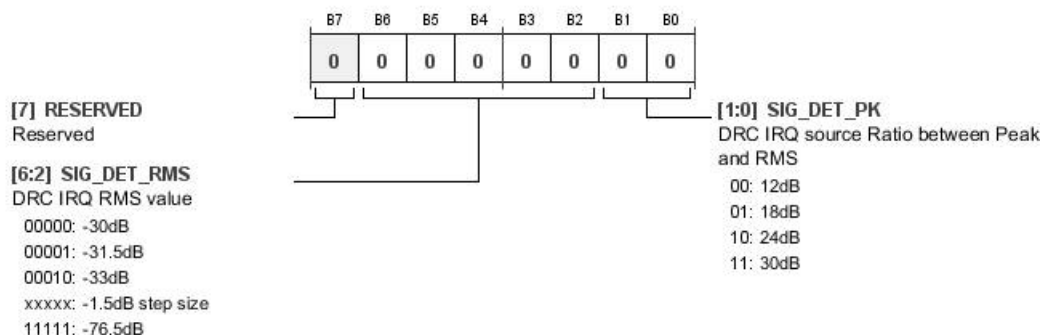 B7 B6 B5 B4 B3 B2 B1 B0
0 0 0 0 0 0 0 0
[7] RESERVED
Reserved
[6:2] SIG_DET_RMS
DRC IRQ RMS value
00000: -30dB
00001: -31.5dB
00010: -33dB
xxxxx: -1.5dB step size
11111: -76.5dB
[1:0] SIG_DET_PK
DRC IRQ source Ratio between Peak
and RMS
00: 12dB
01: 18dB
10: 24dB
11: 30dB